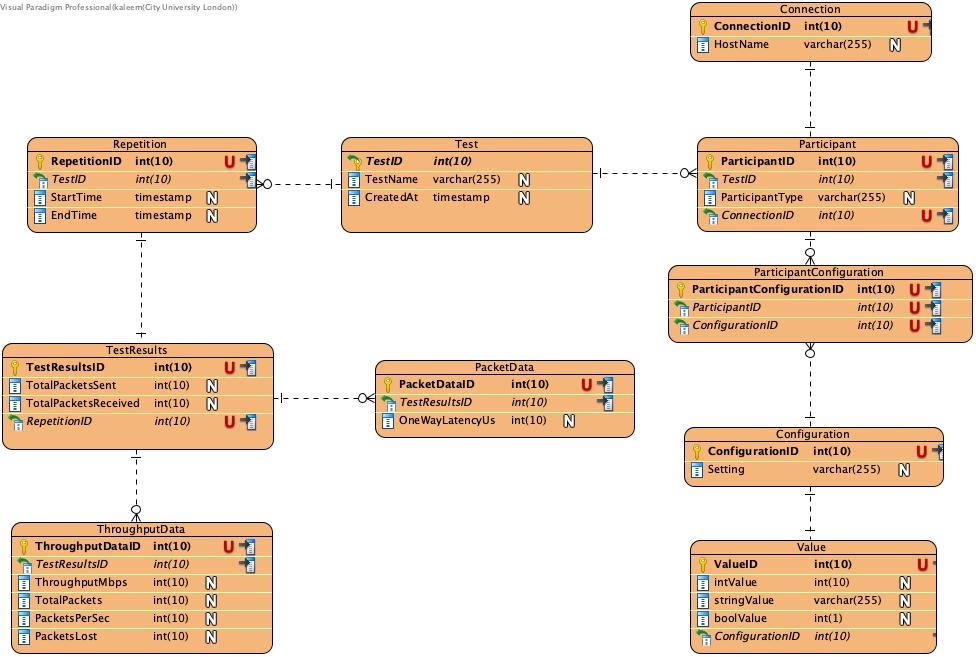 Visual Paradigm Professional(kaleem(City University London))
Connection
ConnectionID int(10) U
HostName varchar(255) N
Repetition
RepetitionID int(10) U
TestID int(10)
StartTime timestamp N
EndTime timestamp N
Test
TestID int(10)
TestName varchar(255) N
CreatedAt timestamp N
Participant
ParticipantID int(10) U
TestID int(10)
ParticipantType varchar(255) N
ConnectionID int(10) U
ParticipantConfiguration
ParticipantConfigurationID int(10) U
ParticipantID int(10) U
ConfigurationID int(10) U
TestResults
TestResultsID int(10) U
TotalPacketsSent int(10) N
TotalPacketsReceived int(10) N
RepetitionID int(10) U
PacketData
PacketDataID int(10) U
TestResultsID int(10)
OneWayLatencyUs int(10) N
Configuration
ConfigurationID int(10) U
Setting varchar(255) N
ThroughputData
ThroughputDataID int(10) U
TestResultsID int(10)
ThroughputMbps int(10) N
TotalPackets int(10) N
PacketsPerSec int(10) N
PacketsLost int(10) N
Value
ValueID int(10) U
intValue int(10) N
stringValue varchar(255) N
boolValue int(1) N
ConfigurationID int(10)